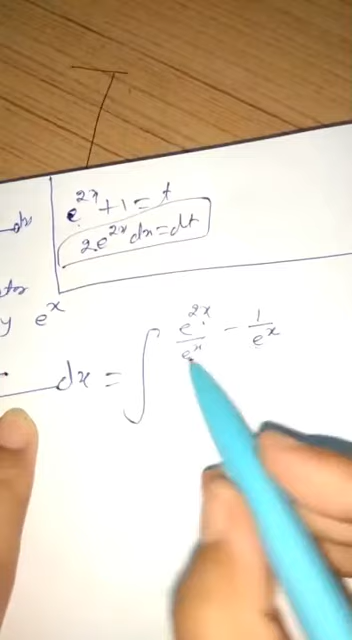 e^{2x}+1=t
2e^{2x}dx=dt
y e^x
dx = ∫ e^{2x}/e^x - 1/e^x